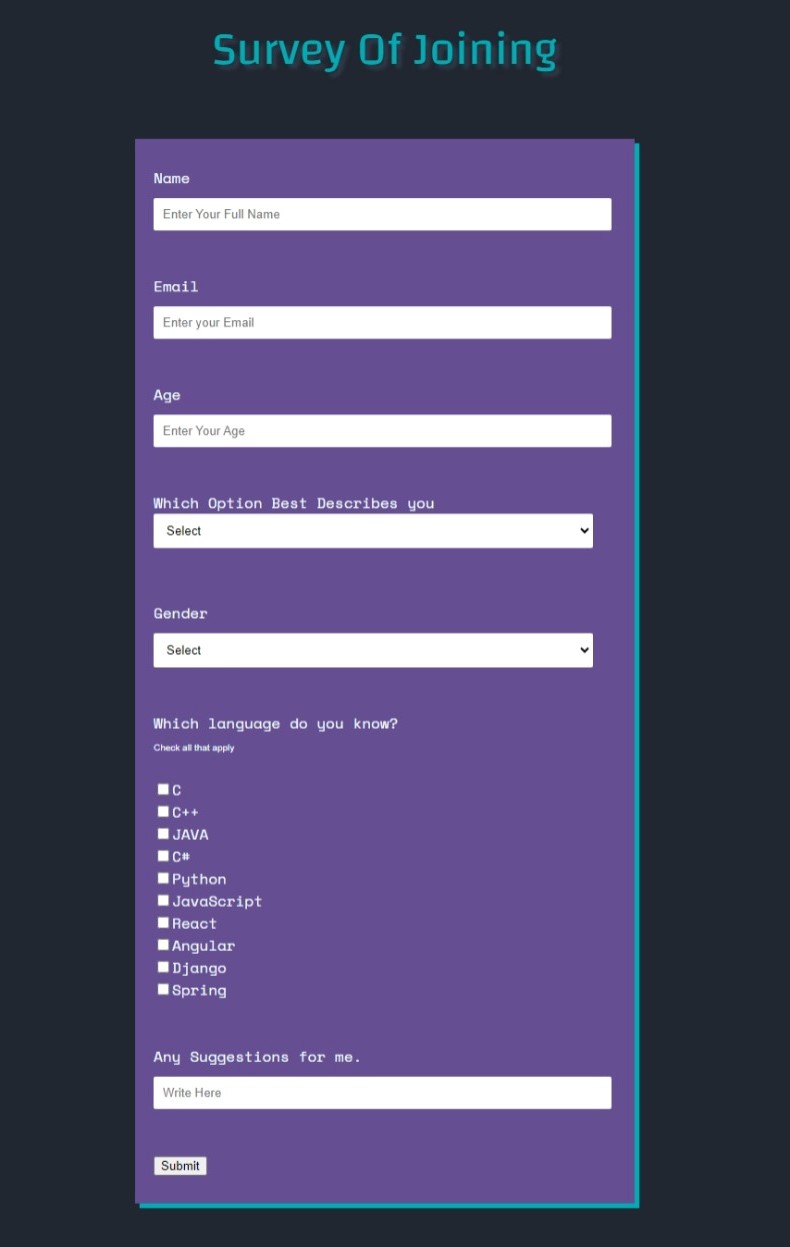 Survey Of Joining
Name
Enter Your Full Name
Email
Enter your Email
Age
Enter Your Age
Which Option Best Describes you
Select
Gender
Select
Which language do you know?
Check all that apply
C
C++
JAVA
C#
Python
JavaScript
React
Angular
Django
Spring
Any Suggestions for me.
Write Here
Submit